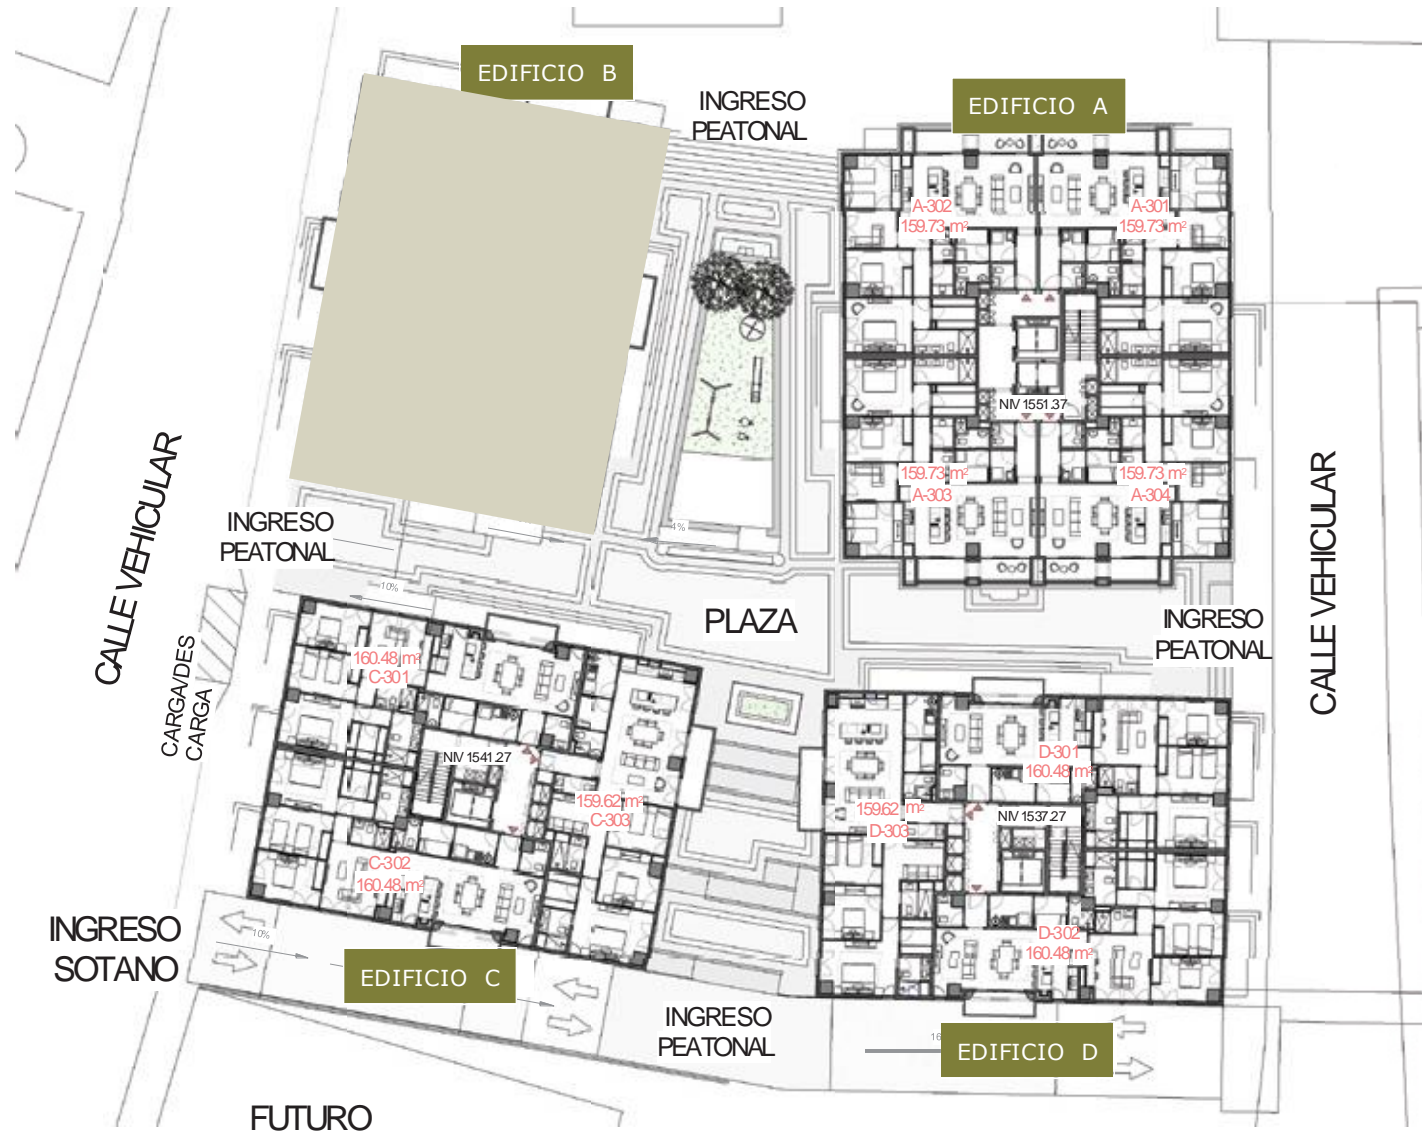 EDIFICIO B
INGRESO
PEATONAL
EDIFICIO A
A-302
159.73 m²
A-301
159.73 m²
NIV 1551.37
159.73 m²
A-303
159.73 m²
A-304
4%
INGRESO
PEATONAL
CALLE VEHICULAR
10%
CALLE VEHICULAR
PLAZA
INGRESO
PEATONAL
CARGA/DES
CARGA
160.48 m²
C-301
NIV 1541.27
159.62 m²
C-303
C-302
160.48 m²
D-301
160.48 m²
159.62 m²
D-303
NIV 1537.27
D-302
160.48 m²
INGRESO
SOTANO
10%
EDIFICIO C
INGRESO
PEATONAL
EDIFICIO D
FUTURO